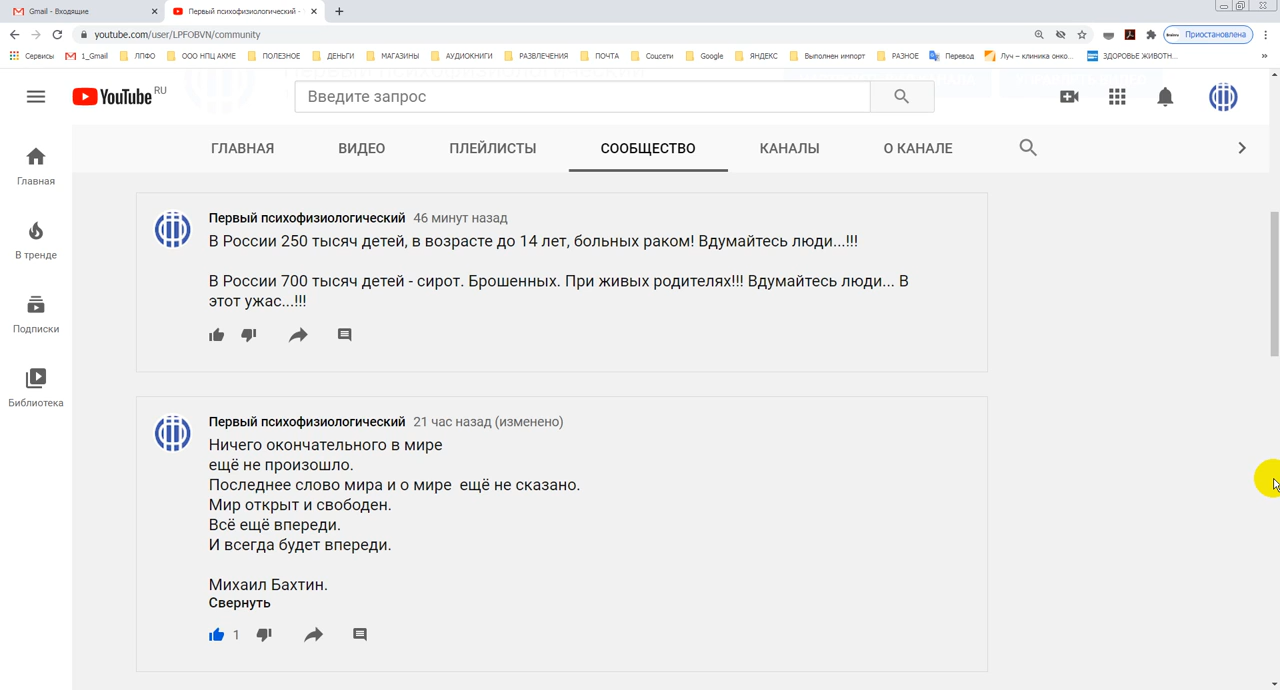 Gmail - Входящие
Первый психофизиологический -
youtube.com/user/LPFOBVN/community
Приостановлена
Сервисы
1_Gmail
ЛПФО
ООО НПЦ АКМЕ
ПОЛЕЗНОЕ
ДЕНЬГИ
МАГАЗИНЫ
АУДИОКНИГИ
РАЗВЛЕЧЕНИЯ
ПОЧТА
Соцсети
Google
ЯНДЕКС
Выполнен импорт
РАЗНОЕ
Перевод
Луч – клиника онко...
ЗДОРОВЬЕ ЖИВОТН...
YouTube RU
Введите запрос
ГЛАВНАЯ
ВИДЕО
ПЛЕЙЛИСТЫ
СООБЩЕСТВО
КАНАЛЫ
О КАНАЛЕ
Главная
В тренде
Подписки
Библиотека
Первый психофизиологический 46 минут назад
В России 250 тысяч детей, в возрасте до 14 лет, больных раком! Вдумайтесь люди...!!!
В России 700 тысяч детей - сирот. Брошенных. При живых родителях!!! Вдумайтесь люди... В
этот ужас...!!!
Первый психофизиологический 21 час назад (изменено)
Ничего окончательного в мире
ещё не произошло.
Последнее слово мира и о мире ещё не сказано.
Мир открыт и свободен.
Всё ещё впереди.
И всегда будет впереди.
Михаил Бахтин.
Свернуть
1